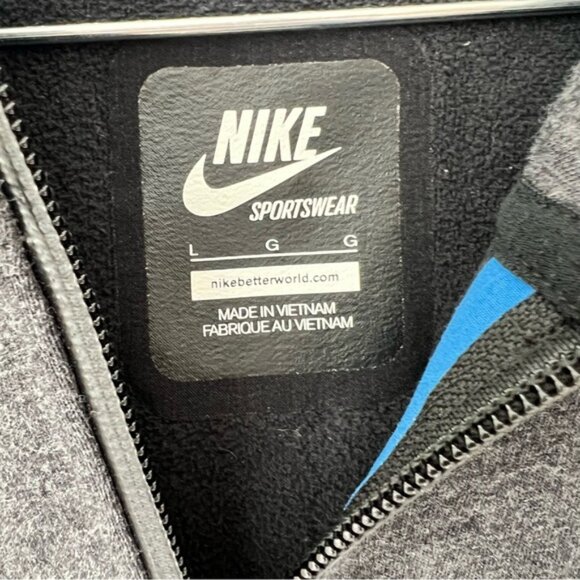 NIKE
SPORTSWEAR
L G G
nikebetterworld.com
MADE IN VIETNAM
FABRIQUE AU VIETNAM